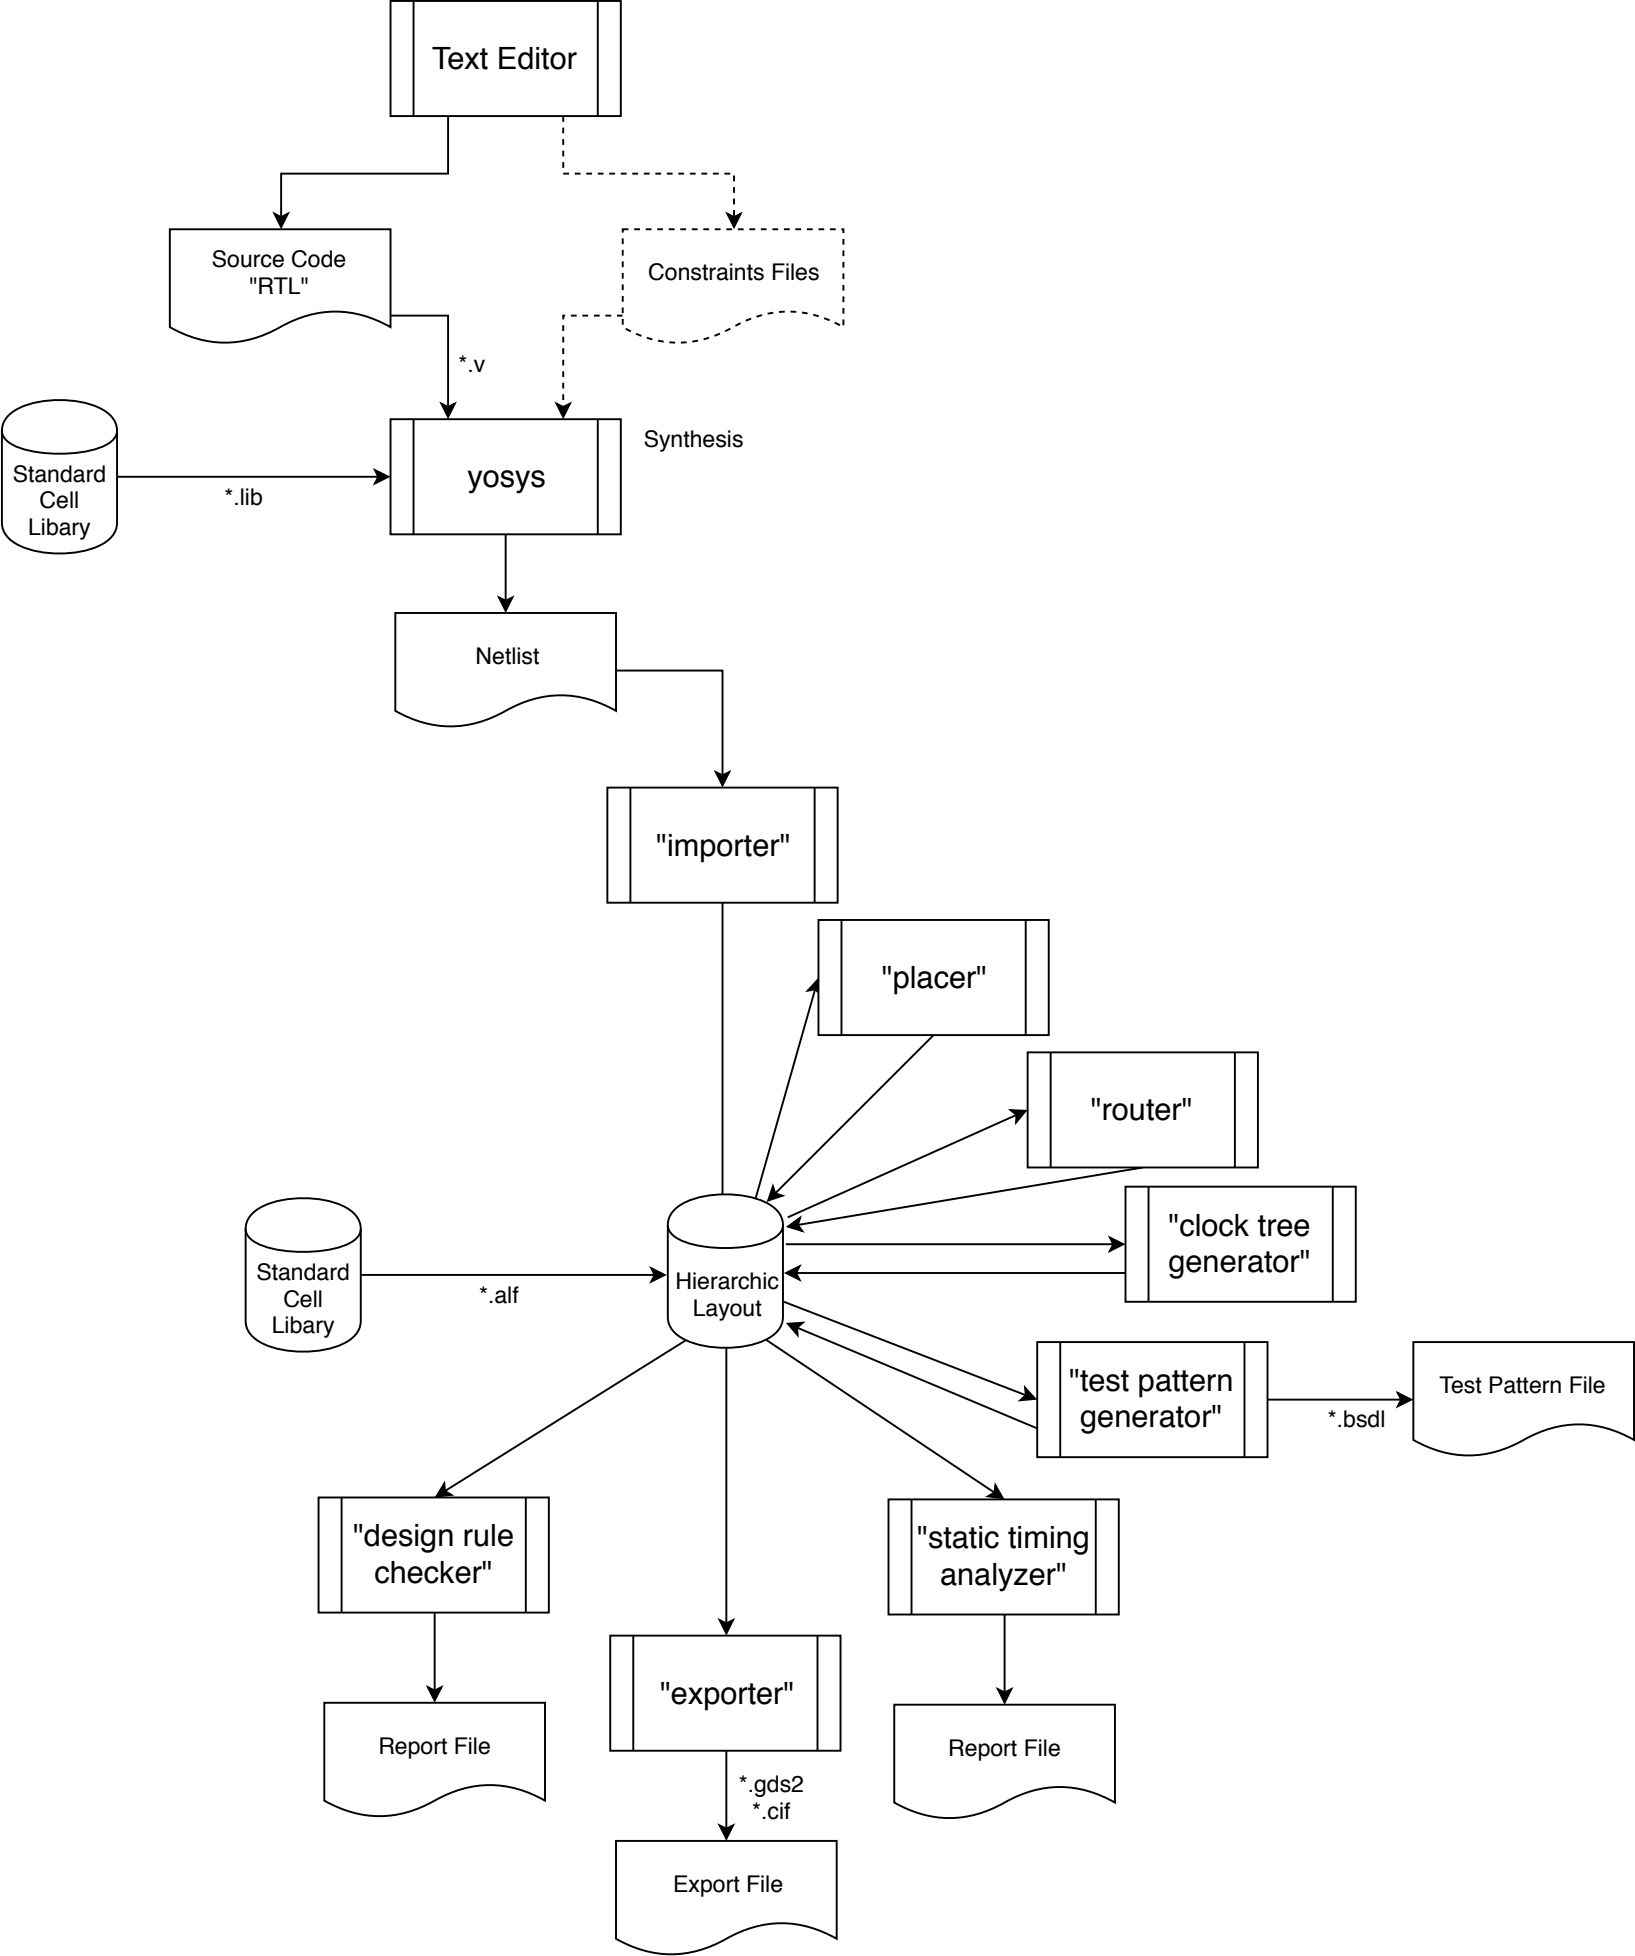 Text Editor
Source Code
"RTL"
Constraints Files
*.v
Synthesis
yosys
Standard
Cell
Libary
*.lib
Netlist
"importer"
"placer"
"router"
"clock tree
generator"
Standard
Cell
Libary
*.alf
Hierarchic
Layout
"test pattern
generator"
*.bsdl
Test Pattern File
"design rule
checker"
"static timing
analyzer"
"exporter"
Report File
Report File
*.gds2
*.cif
Export File